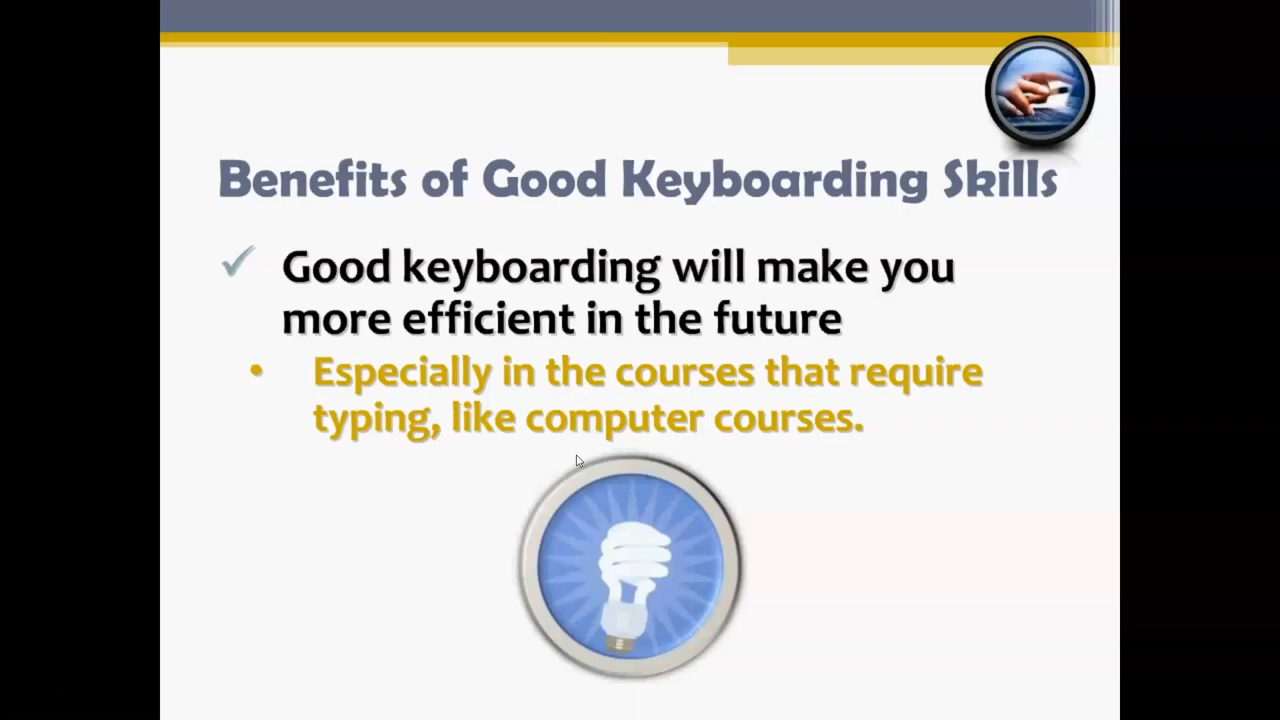 Benefits of Good Keyboarding Skills
Good keyboarding will make you
more efficient in the future
Especially in the courses that require
typing, like computer courses.